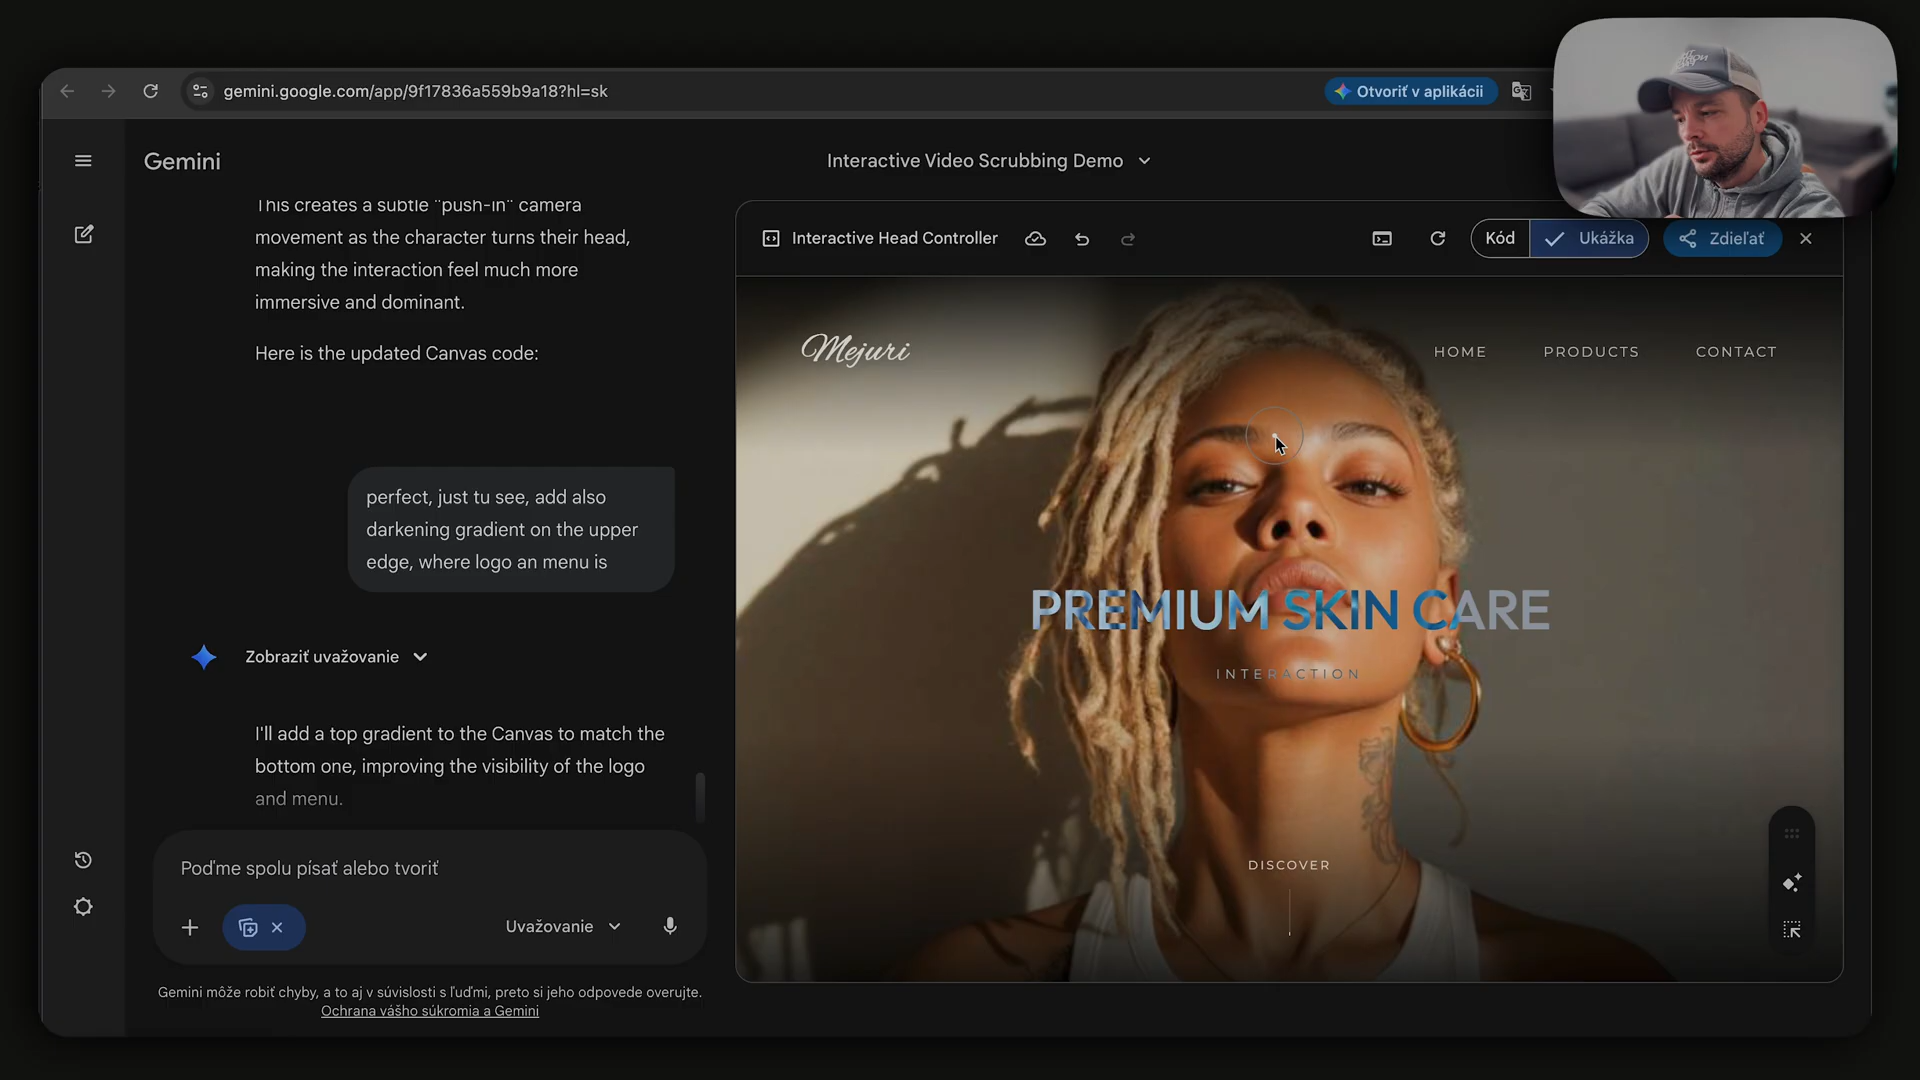 gemini.google.com/app/9f17836a559b9a18?hl=sk
Otvoriť v aplikácii
Gemini
Interactive Video Scrubbing Demo
This creates a subtle "push-in" camera
movement as the character turns their head,
making the interaction feel much more
immersive and dominant.
Here is the updated Canvas code:
perfect, just tu see, add also
darkening gradient on the upper
edge, where logo an menu is
Zobraziť uvažovanie
I'll add a top gradient to the Canvas to match the
bottom one, improving the visibility of the logo
and menu.
Poďme spolu písať alebo tvoriť
Uvažovanie
Gemini môže robiť chyby, a to aj v súvislosti s ľuďmi, preto si jeho odpovede overujte.
Ochrana vášho súkromia a Gemini
Interactive Head Controller
Kód
Ukážka
Zdieľať
Mejuri
HOME
PRODUCTS
CONTACT
PREMIUM SKIN CARE
INTERACTION
DISCOVER